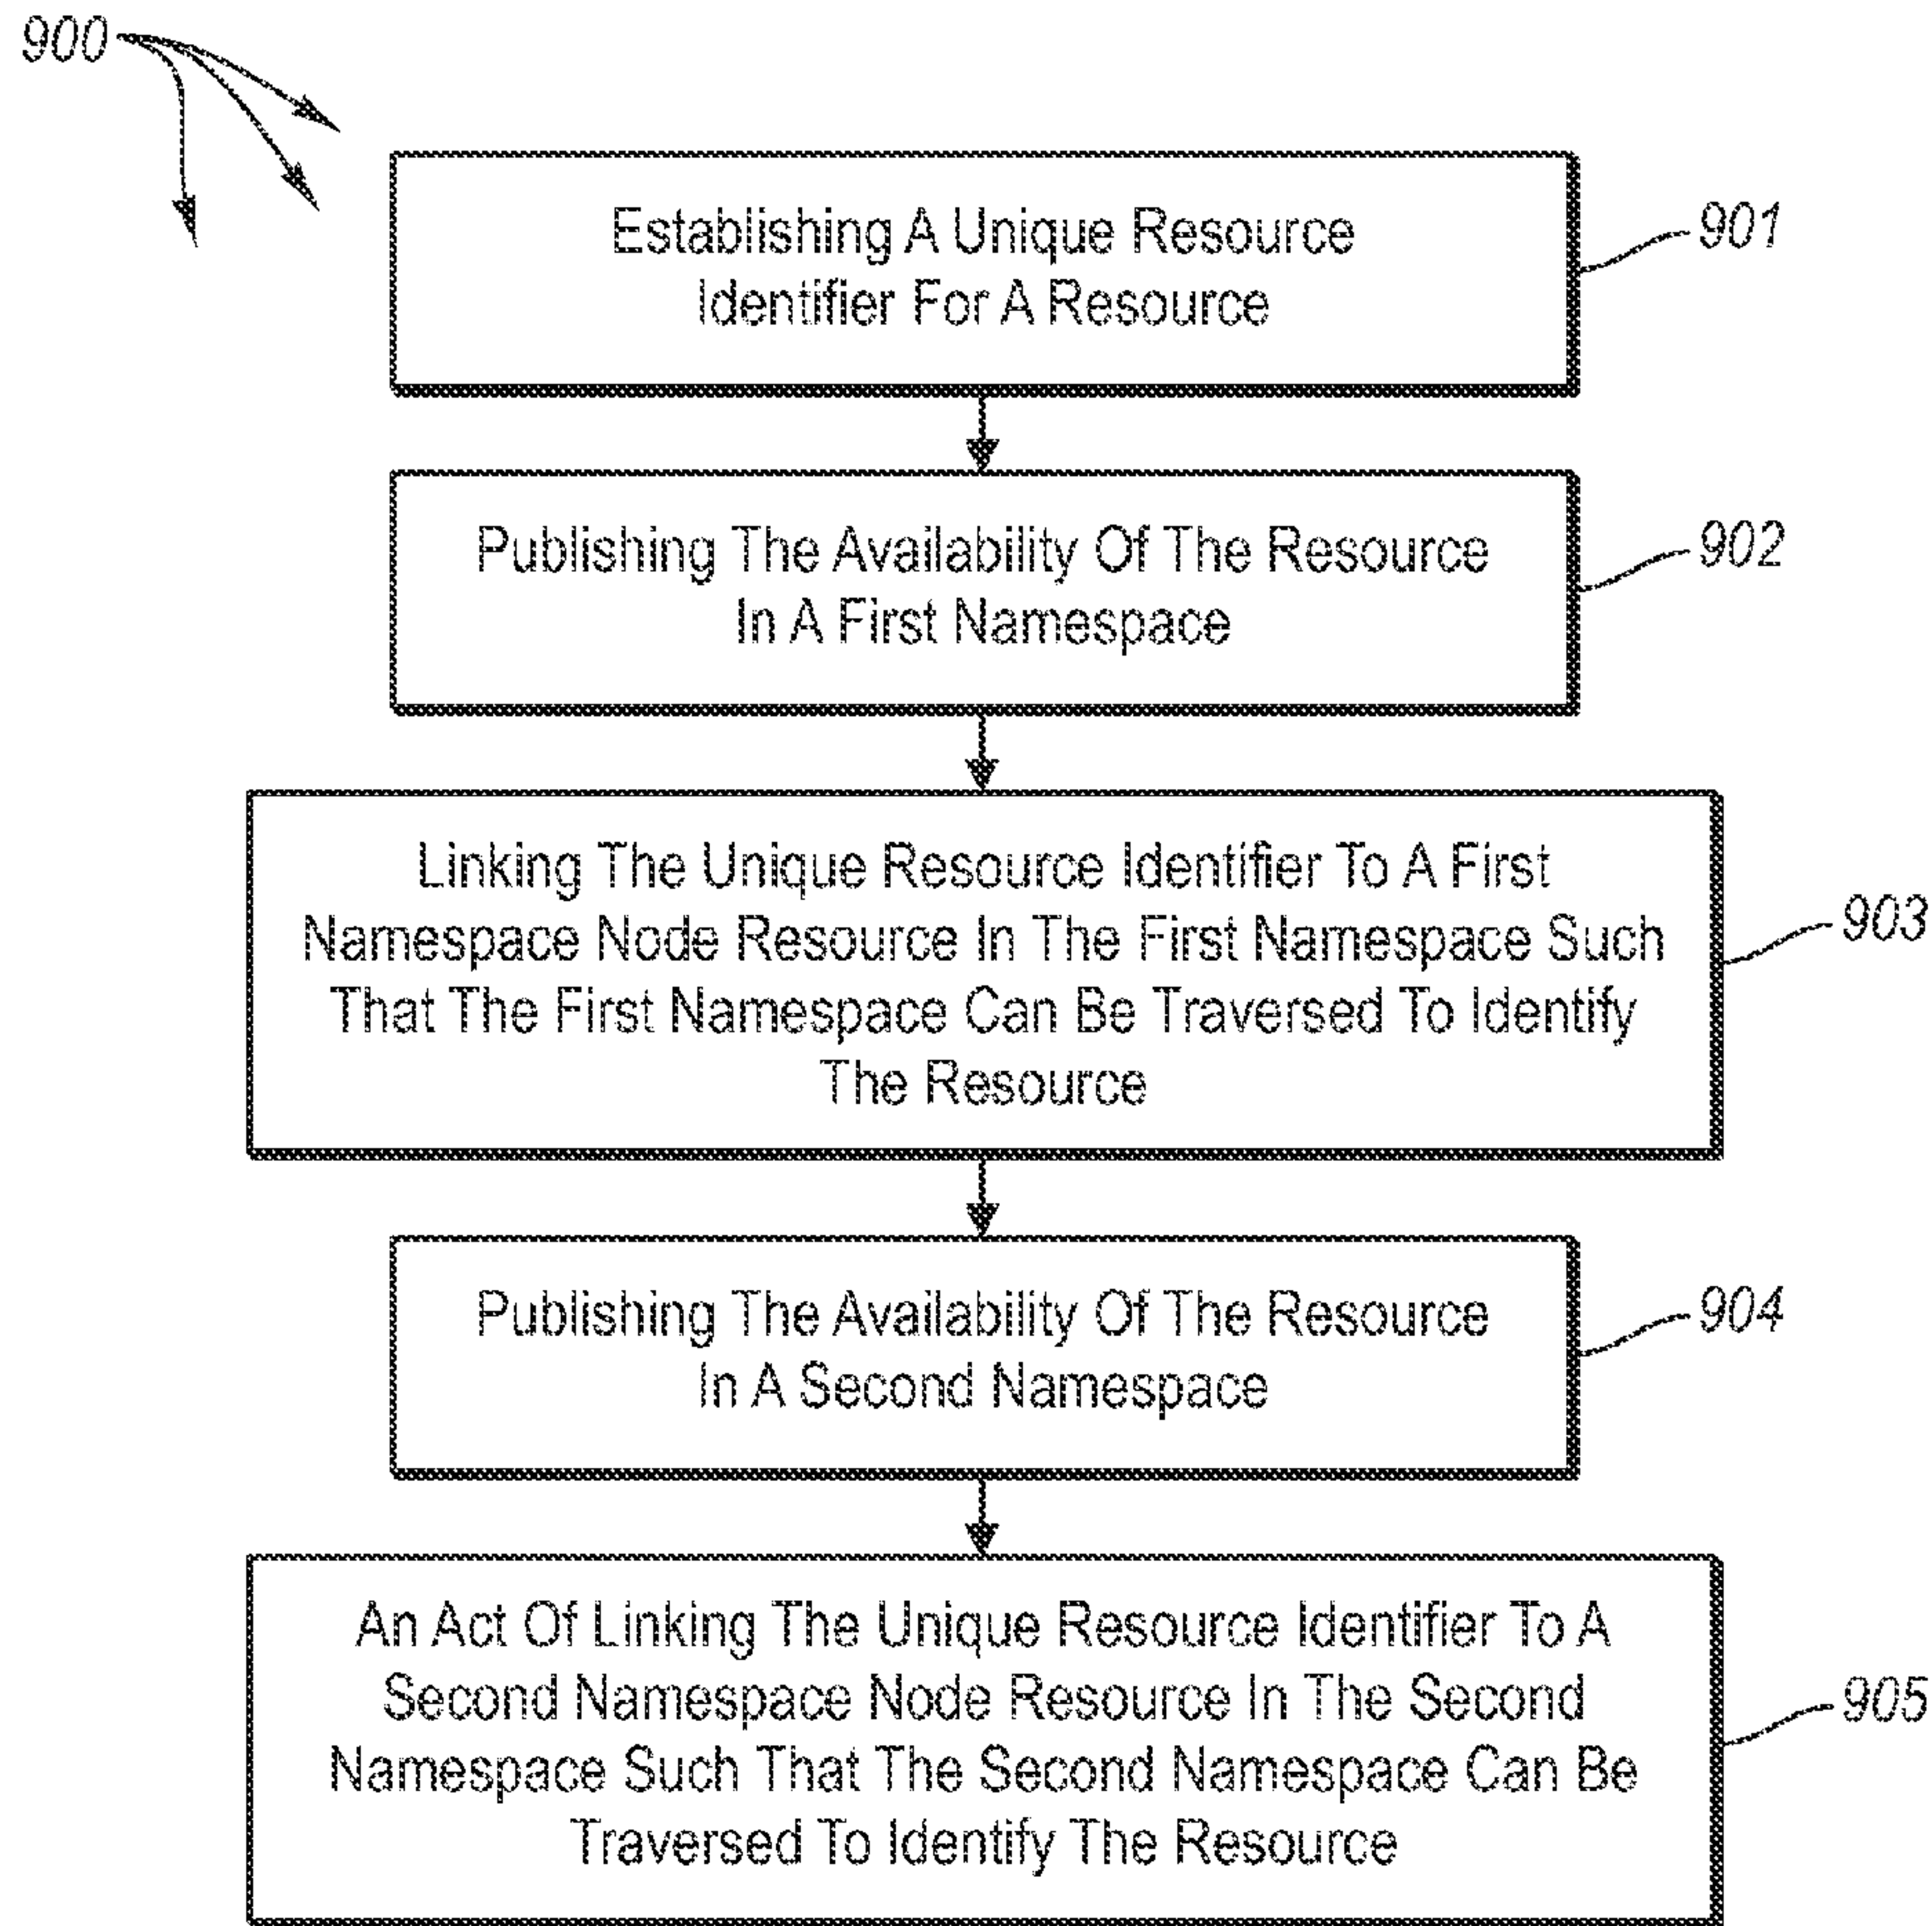 900
Establishing A Unique Resource
Identifier For A Resource
901
Publishing The Availability Of The Resource
In A First Namespace
902
Linking The Unique Resource Identifier To A First
Namespace Node Resource In The First Namespace Such
That The First Namespace Can Be Traversed To Identify
The Resource
903
Publishing The Availability Of The Resource
In A Second Namespace
904
An Act Of Linking The Unique Resource Identifier To A
Second Namespace Node Resource In The Second
Namespace Such That The Second Namespace Can Be
Traversed To Identify The Resource
905